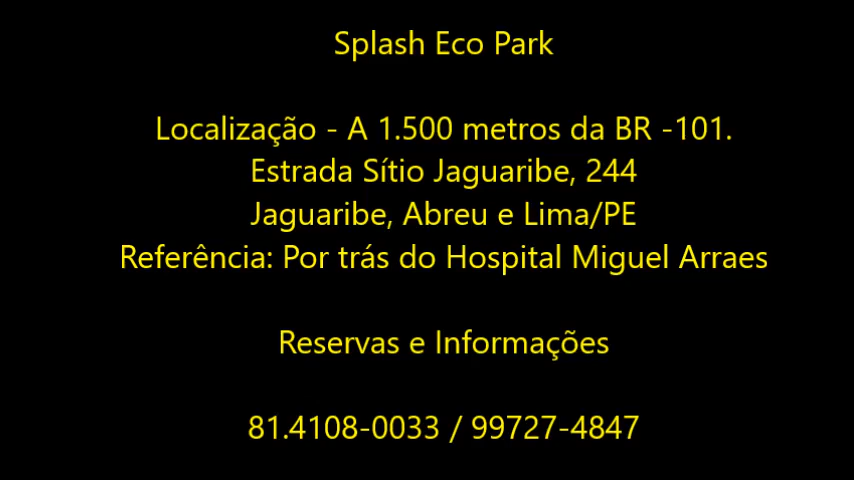 Splash Eco Park
Localização - A 1.500 metros da BR -101.
Estrada Sítio Jaguaribe, 244
Jaguaribe, Abreu e Lima/PE
Referência: Por trás do Hospital Miguel Arraes
Reservas e Informações
81.4108-0033 / 99727-4847